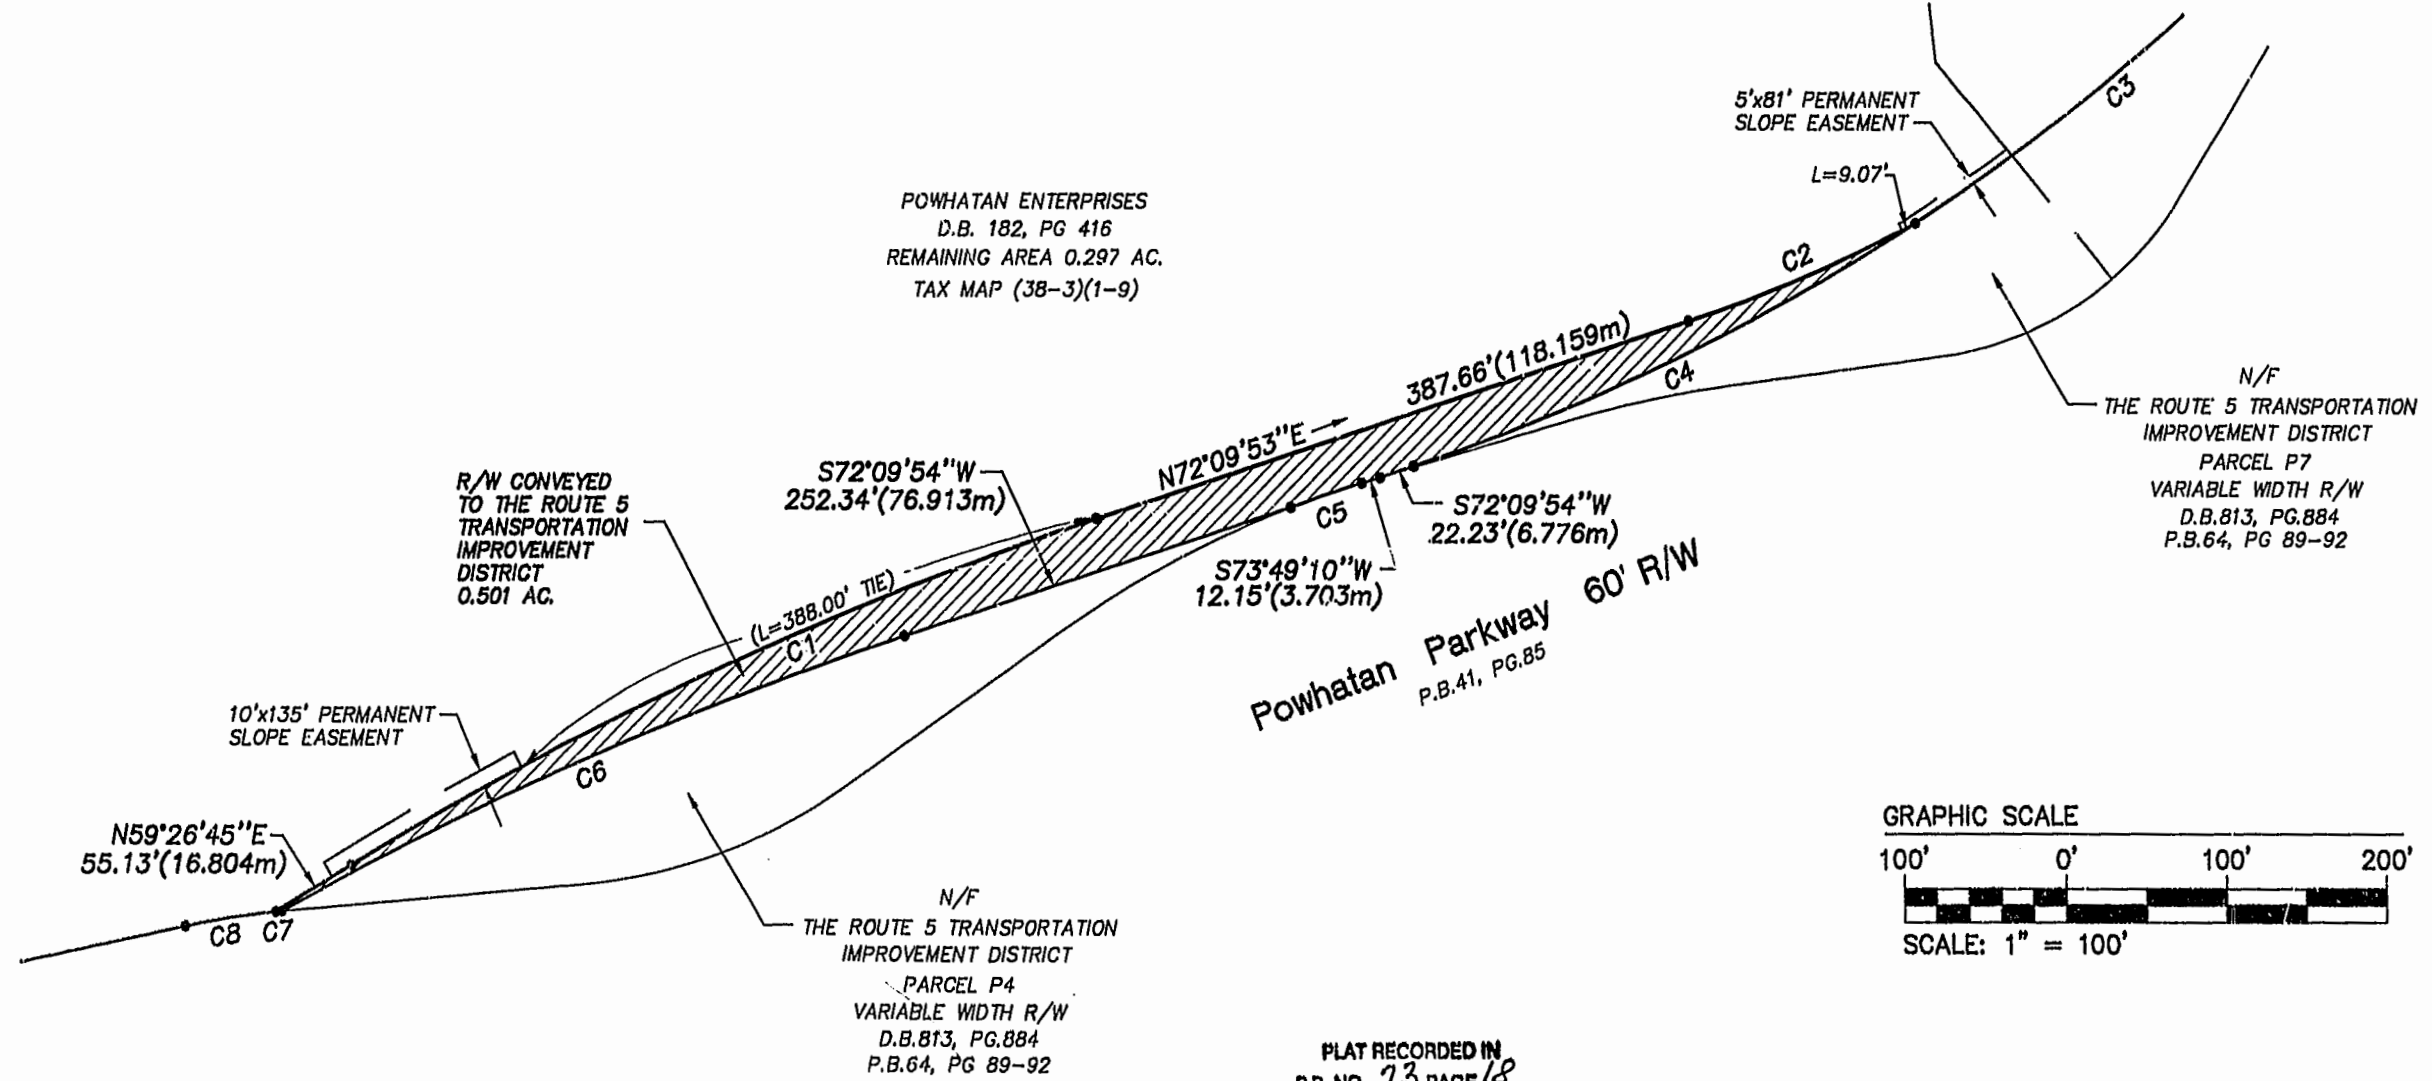 5'x81' PERMANENT
SLOPE EASEMENT
L=9.07'
C3
POWHATAN ENTERPRISES
D.B. 182, PG 416
REMAINING AREA 0.297 AC.
TAX MAP (38-3)(1-9)
C2
387.66'(118.159m)
N72°09'53"E
C4
N/F
THE ROUTE 5 TRANSPORTATION
IMPROVEMENT DISTRICT
PARCEL P7
VARIABLE WIDTH R/W
D.B.813, PG.884
P.B.64, PG 89-92
S72°09'54"W
252.34'(76.913m)
R/W CONVEYED
TO THE ROUTE 5
TRANSPORTATION
IMPROVEMENT
DISTRICT
0.501 AC.
C5
S72°09'54"W
22.23'(6.776m)
S73°49'10"W
12.15'(3.703m)
(L=388.00' TIE)
C1
Powhatan Parkway 60' R/W
P.B.41, PG.85
10'x135' PERMANENT
SLOPE EASEMENT
C6
N59°26'45"E
55.13'(16.804m)
C8 C7
N/F
THE ROUTE 5 TRANSPORTATION
IMPROVEMENT DISTRICT
PARCEL P4
VARIABLE WIDTH R/W
D.B.813, PG.884
P.B.64, PG 89-92
GRAPHIC SCALE
100' 0' 100' 200'
SCALE: 1" = 100'
PLAT RECORDED IN
NO. 73 PAGE 18